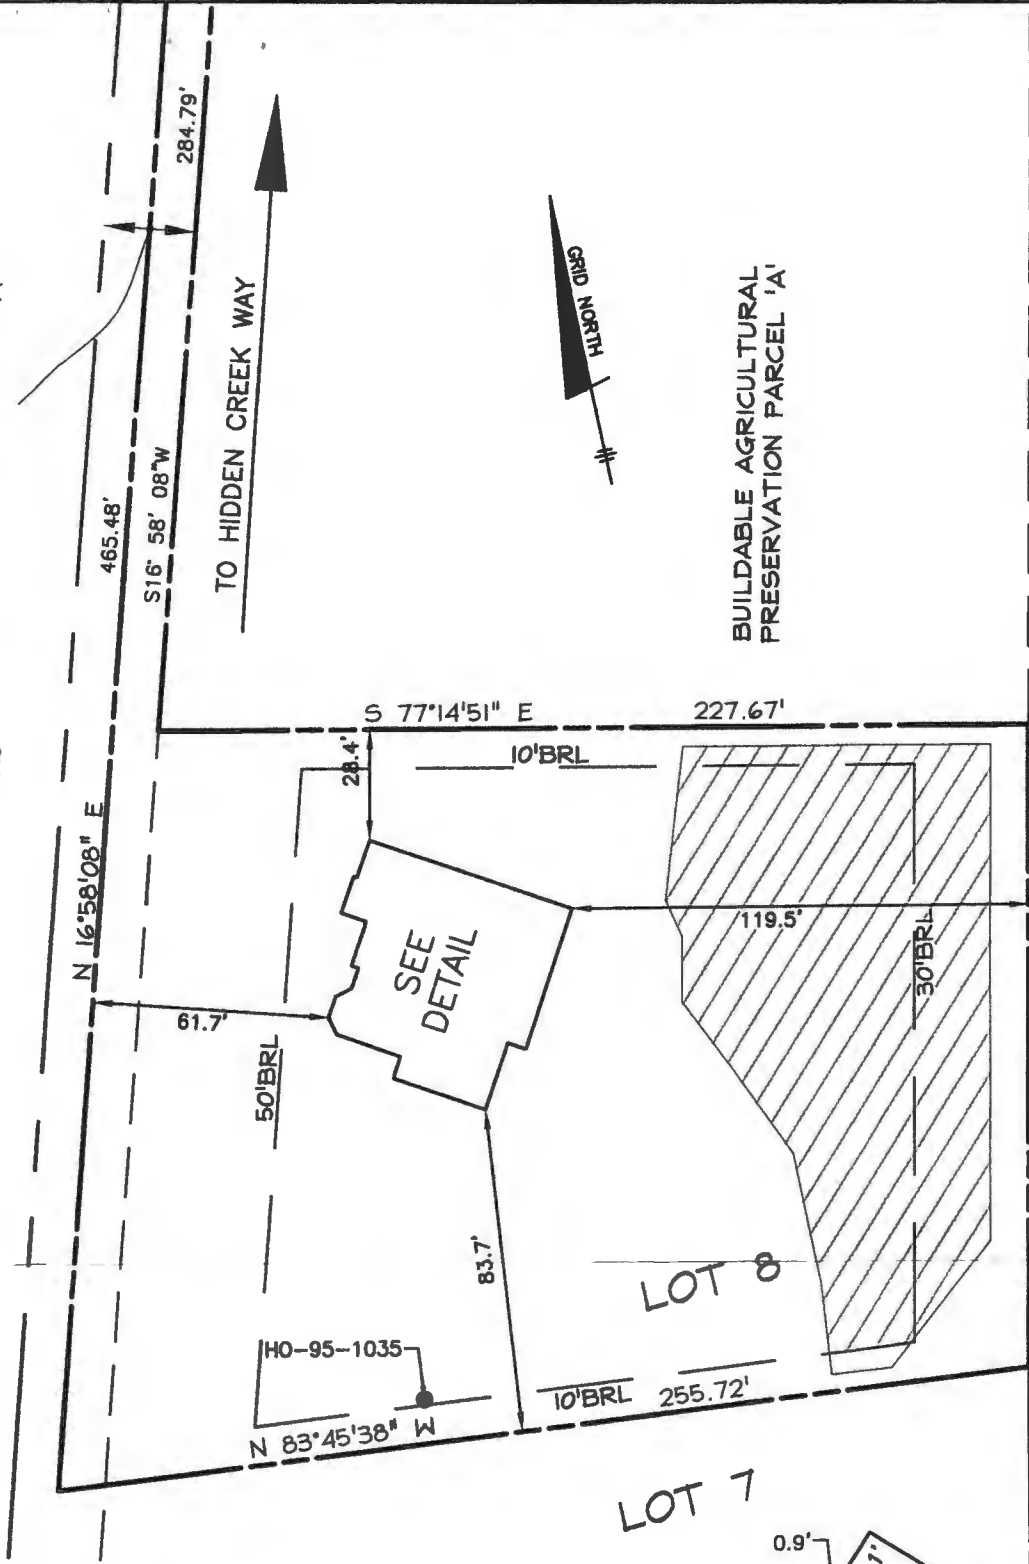 284.79'
465.48'
S16° 58' 08"W
TO HIDDEN CREEK WAY
GRID NORTH
BUILDABLE AGRICULTURAL
PRESERVATION PARCEL 'A'
S 77°14'51" E
227.67'
28.4'
10'BRL
N 16°58'08" E
SEE
DETAIL
119.5'
30'BRL
61.7'
50'BRL
83.7'
LOT 8
HO-95-1035
10'BRL
255.72'
N 83°45'38" W
LOT 7
0.9'